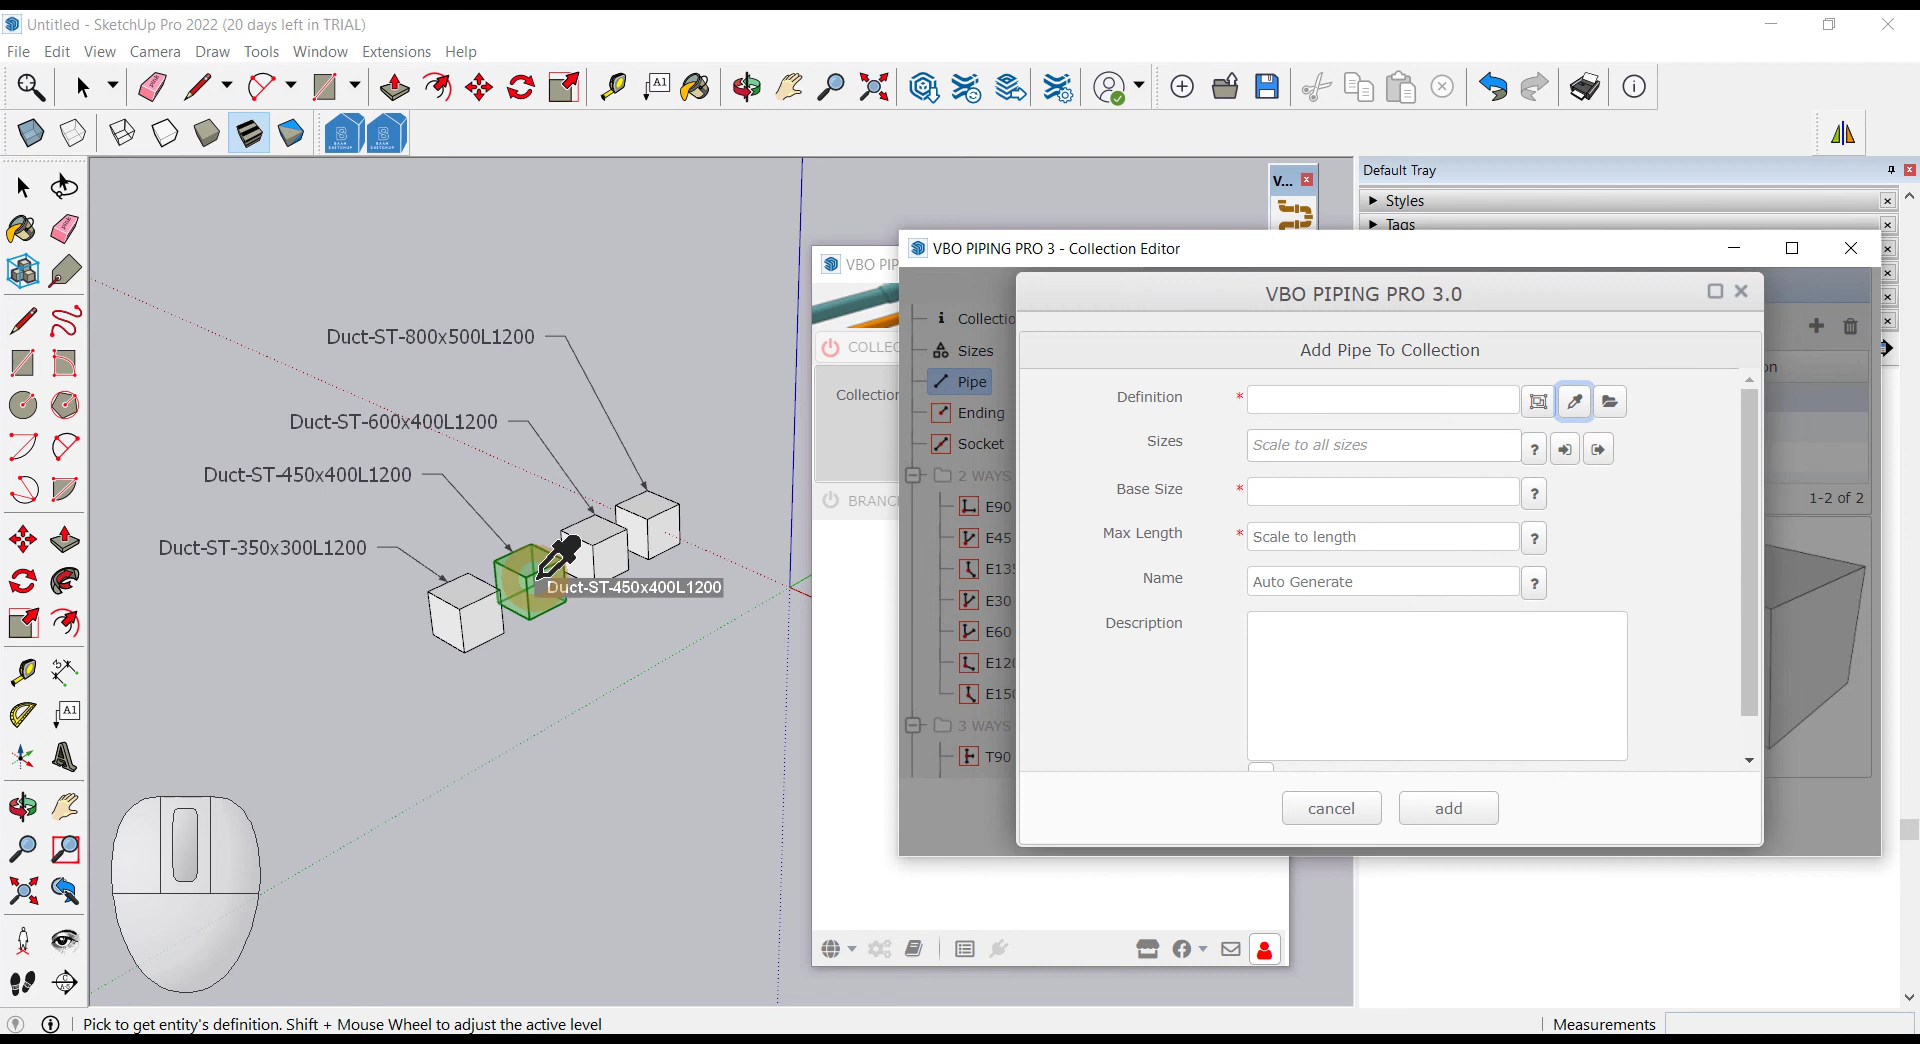 Untitled - SketchUp Pro 2022 (20 days left in TRIAL)
File Edit View Camera Draw Tools Window Extensions Help
Default Tray
Styles
Tags
V...
VBO PIP
VBO PIPING PRO 3 - Collection Editor
VBO PIPING PRO 3.0
Add Pipe To Collection
Definition *
Sizes Scale to all sizes ?
Base Size * ?
Max Length * Scale to length ?
Name Auto Generate ?
Description
cancel add
Collectio
Sizes
Pipe
Ending
Socket
2 WAYS
E90
E45
E135
E30
E60
E120
E150
3 WAYS
T90
COLLEC
Collection
BRANC
on
1-2 of 2
Duct-ST-800x500L1200
Duct-ST-600x400L1200
Duct-ST-450x400L1200
Duct-ST-350x300L1200
Duct-ST-450x400L1200
Pick to get entity's definition. Shift + Mouse Wheel to adjust the active level
Measurements